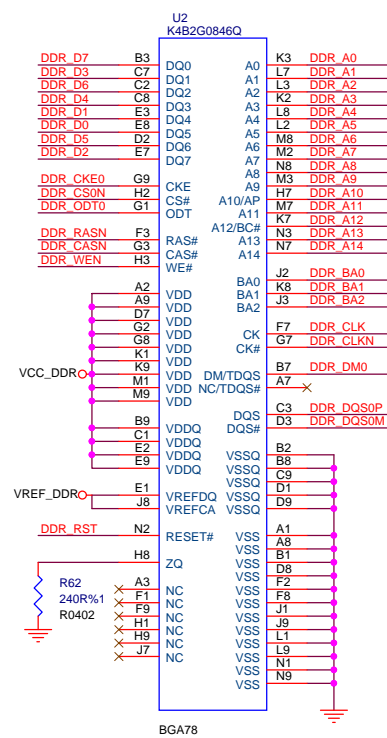 U2
K4B2G0846Q
DDR_D7 B3 DQ0 A0 K3 DDR_A0
DDR_D3 C7 DQ1 A1 L7 DDR_A1
DDR_D6 C2 DQ2 A2 L3 DDR_A2
DDR_D4 C8 DQ3 A3 K2 DDR_A3
DDR_D1 E3 DQ4 A4 L8 DDR_A4
DDR_D0 E8 DQ5 A5 L2 DDR_A5
DDR_D5 D2 DQ6 A6 M8 DDR_A6
DDR_D2 E7 DQ7 A7 M2 DDR_A7
A8 N8 DDR_A8
DDR_CKE0 G9 CKE A9 M3 DDR_A9
DDR_CS0N H2 CS# A10/AP H7 DDR_A10
DDR_ODT0 G1 ODT A11 M7 DDR_A11
A12/BC# K7 DDR_A12
DDR_RASN F3 RAS# A13 N3 DDR_A13
DDR_CASN G3 CAS# A14 N7 DDR_A14
DDR_WEN H3 WE#
BA0 J2 DDR_BA0
A2 VDD BA1 K8 DDR_BA1
A9 VDD BA2 J3 DDR_BA2
D7 VDD
G2 VDD CK F7 DDR_CLK
G8 VDD CK# G7 DDR_CLKN
K1 VDD
VCC_DDR K9 VDD DM/TDQS B7 DDR_DM0
M1 VDD NC/TDQS# A7
M9 VDD
DQS C3 DDR_DQS0P
B9 VDDQ DQS# D3 DDR_DQS0M
C1 VDDQ
E2 VDDQ VSSQ B2
E9 VDDQ VSSQ B8
VSSQ C9
VREF_DDR E1 VREFDQ VSSQ D1
J8 VREFCA VSSQ D9
DDR_RST N2 RESET# VSS A1
VSS A8
H8 ZQ VSS B1
VSS D8
R62 A3 NC VSS F2
240R%1 F1 NC VSS F8
R0402 F9 NC VSS J1
H1 NC VSS J9
H9 NC VSS L1
J7 NC VSS L9
VSS N1
VSS N9
BGA78